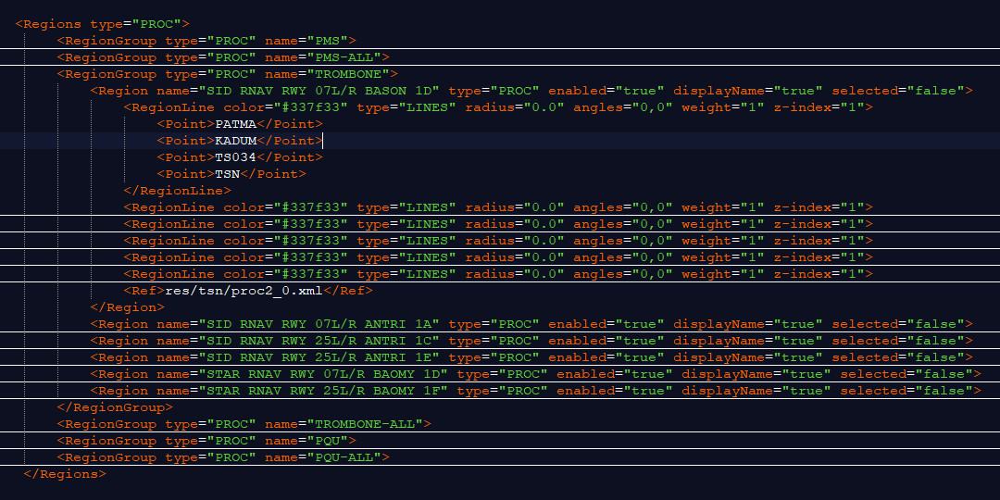 <Regions type="PROC">
<RegionGroup type="PROC" name="PMS">
<RegionGroup type="PROC" name="PMS-ALL">
<RegionGroup type="PROC" name="TROMBONE">
<Region name="SID RNAV RWY 07L/R BASON 1D" type="PROC" enabled="true" displayName="true" selected="false">
<RegionLine color="#337f33" type="LINES" radius="0.0" angles="0,0" weight="1" z-index="1">
<Point>PATMA</Point>
<Point>KADUM</Point>
<Point>TS034</Point>
<Point>TSN</Point>
</RegionLine>
<RegionLine color="#337f33" type="LINES" radius="0.0" angles="0,0" weight="1" z-index="1">
<RegionLine color="#337f33" type="LINES" radius="0.0" angles="0,0" weight="1" z-index="1">
<RegionLine color="#337f33" type="LINES" radius="0.0" angles="0,0" weight="1" z-index="1">
<RegionLine color="#337f33" type="LINES" radius="0.0" angles="0,0" weight="1" z-index="1">
<RegionLine color="#337f33" type="LINES" radius="0.0" angles="0,0" weight="1" z-index="1">
<Ref>res/tsn/proc2_0.xml</Ref>
</Region>
<Region name="SID RNAV RWY 07L/R ANTRI 1A" type="PROC" enabled="true" displayName="true" selected="false">
<Region name="SID RNAV RWY 25L/R ANTRI 1C" type="PROC" enabled="true" displayName="true" selected="false">
<Region name="SID RNAV RWY 25L/R ANTRI 1E" type="PROC" enabled="true" displayName="true" selected="false">
<Region name="STAR RNAV RWY 07L/R BAOMY 1D" type="PROC" enabled="true" displayName="true" selected="false">
<Region name="STAR RNAV RWY 25L/R BAOMY 1F" type="PROC" enabled="true" displayName="true" selected="false">
</RegionGroup>
<RegionGroup type="PROC" name="TROMBONE-ALL">
<RegionGroup type="PROC" name="PQU">
<RegionGroup type="PROC" name="PQU-ALL">
</Regions>